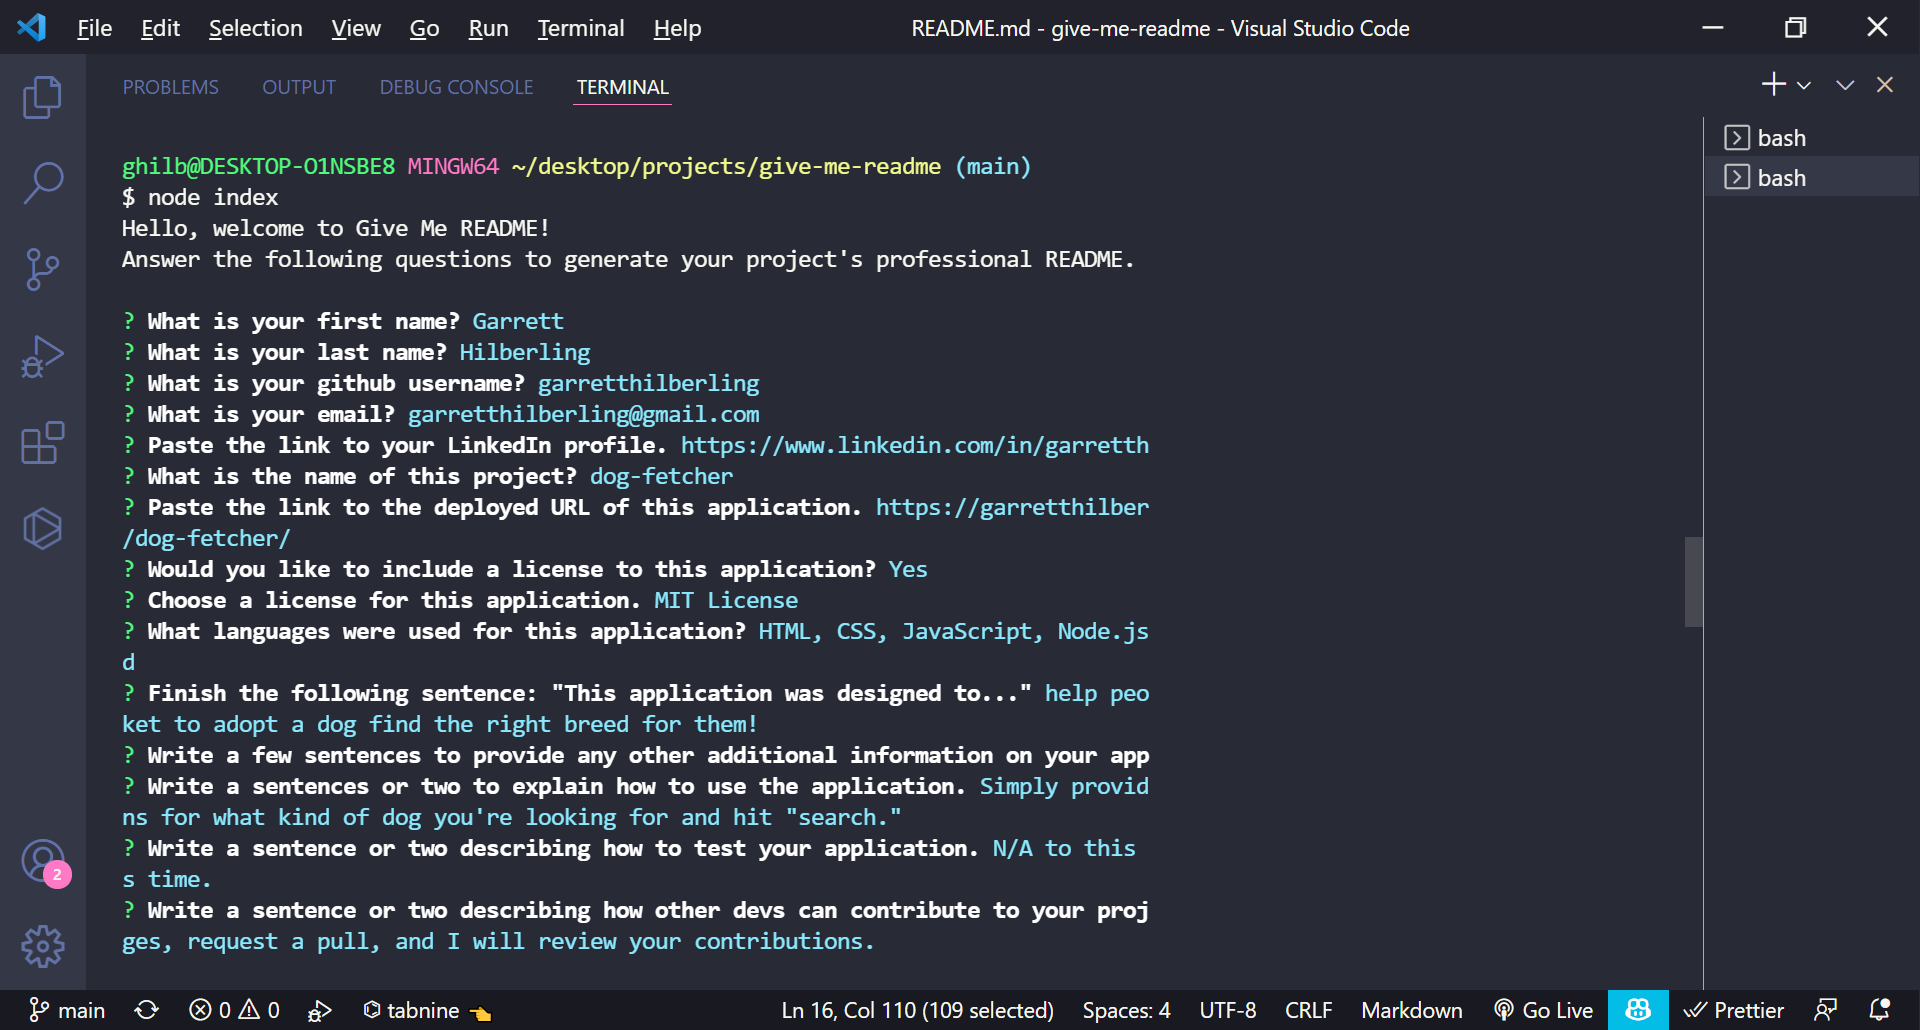 File Edit Selection View Go Run Terminal Help README.md - give-me-readme - Visual Studio Code
PROBLEMS OUTPUT DEBUG CONSOLE TERMINAL
bash
bash
ghilb@DESKTOP-O1NSBE8 MINGW64 ~/desktop/projects/give-me-readme (main)
$ node index
Hello, welcome to Give Me README!
Answer the following questions to generate your project's professional README.
? What is your first name? Garrett
? What is your last name? Hilberling
? What is your github username? garretthilberling
? What is your email? garretthilberling@gmail.com
? Paste the link to your LinkedIn profile. https://www.linkedin.com/in/garretth
? What is the name of this project? dog-fetcher
? Paste the link to the deployed URL of this application. https://garretthilber
/dog-fetcher/
? Would you like to include a license to this application? Yes
? Choose a license for this application. MIT License
? What languages were used for this application? HTML, CSS, JavaScript, Node.js
d
? Finish the following sentence: "This application was designed to..." help peo
ket to adopt a dog find the right breed for them!
? Write a few sentences to provide any other additional information on your app
? Write a sentences or two to explain how to use the application. Simply provid
ns for what kind of dog you're looking for and hit "search."
? Write a sentence or two describing how to test your application. N/A to this
s time.
? Write a sentence or two describing how other devs can contribute to your proj
ges, request a pull, and I will review your contributions.
2
main 0 0 tabnine Ln 16, Col 110 (109 selected) Spaces: 4 UTF-8 CRLF Markdown Go Live Prettier